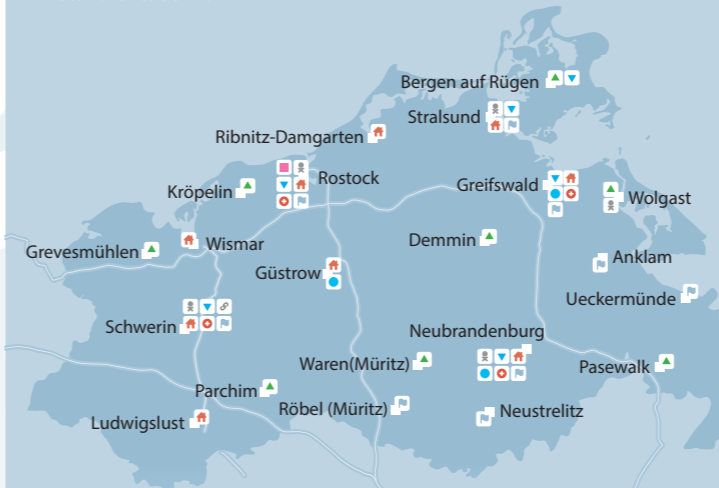 Bergen auf Rügen
Stralsund
Ribnitz-Damgarten
Rostock
Kröpelin
Greifswald
Wolgast
Grevesmühlen
Wismar
Demmin
Anklam
Güstrow
Ueckermünde
Schwerin
Neubrandenburg
Waren(Müritz)
Pasewalk
Parchim
Röbel (Müritz)
Neustrelitz
Ludwigslust